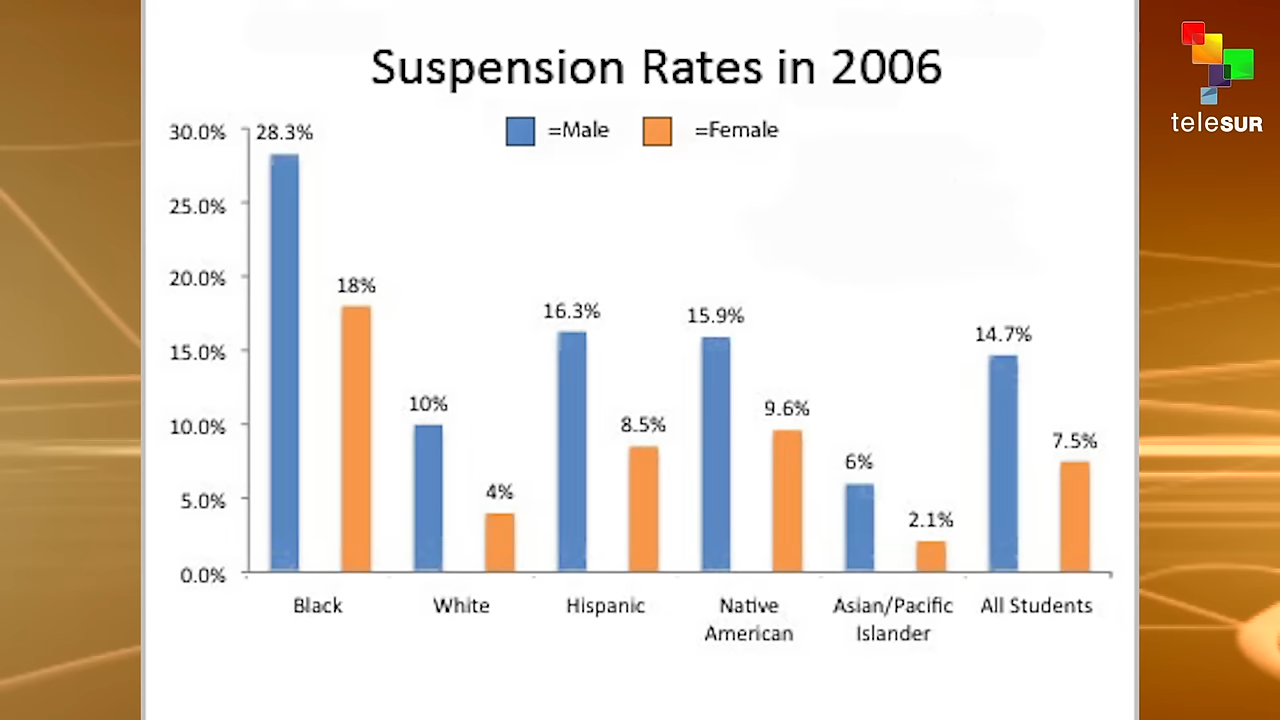 Suspension Rates in 2006
=Male =Female
teleSUR
30.0%
25.0%
20.0%
15.0%
10.0%
5.0%
0.0%
28.3%
18%
10%
4%
16.3%
8.5%
15.9%
9.6%
6%
2.1%
14.7%
7.5%
Black
White
Hispanic
Native
American
Asian/Pacific
Islander
All Students